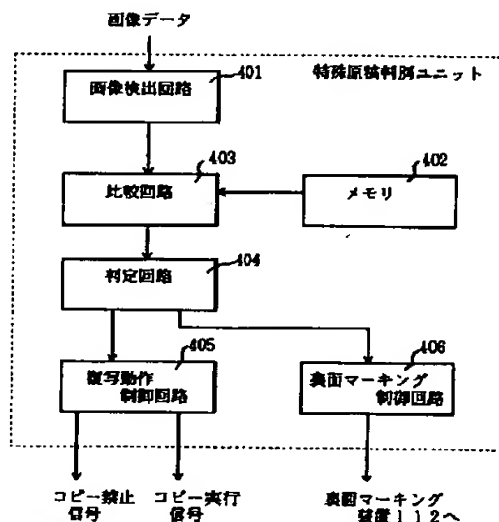 画像データ
特殊原稿判別ユニット
画像検出回路
401
比較回路
403
メモリ
402
判定回路
404
複写動作
制御回路
405
裏面マーキング
制御回路
406
コピー禁止
信号
コピー実行
信号
裏面マーキング
装置112へ